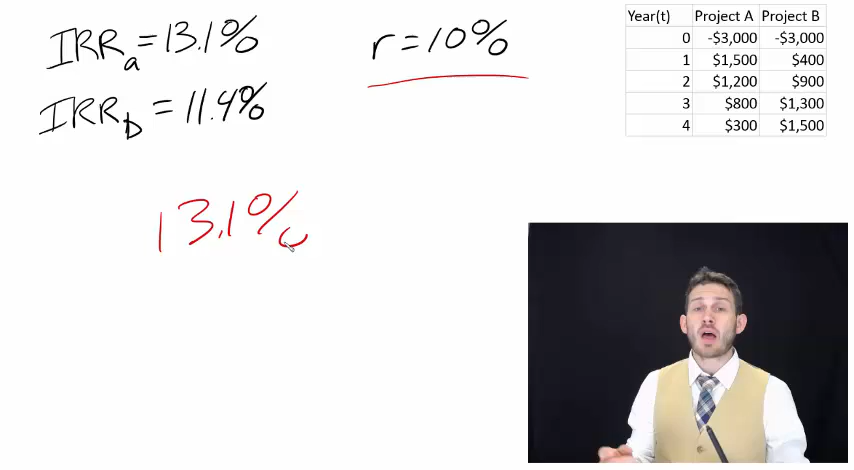 IRRa = 13.1%
r = 10%
IRRb = 11.4%
13.1%
Year(t) Project A Project B
0 -$3,000 -$3,000
1 $1,500 $400
2 $1,200 $900
3 $800 $1,300
4 $300 $1,500